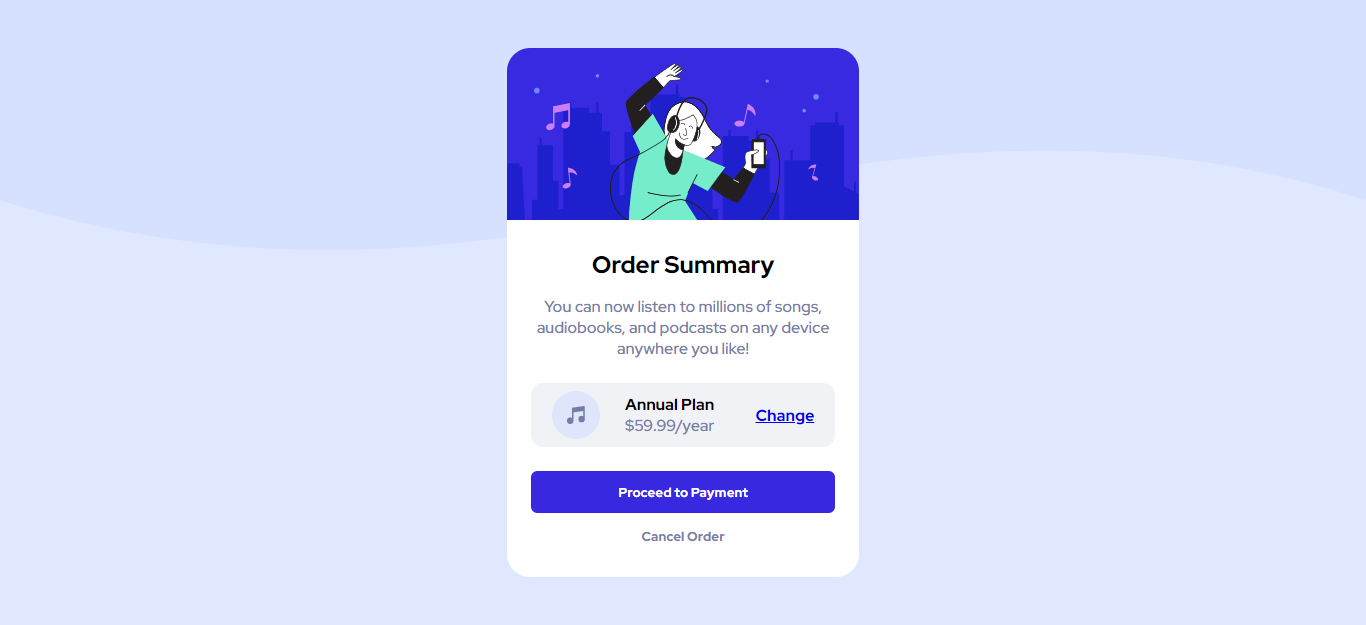 Order Summary
You can now listen to millions of songs,
audiobooks, and podcasts on any device
anywhere you like!
Annual Plan
$59.99/year
Change
Proceed to Payment
Cancel Order